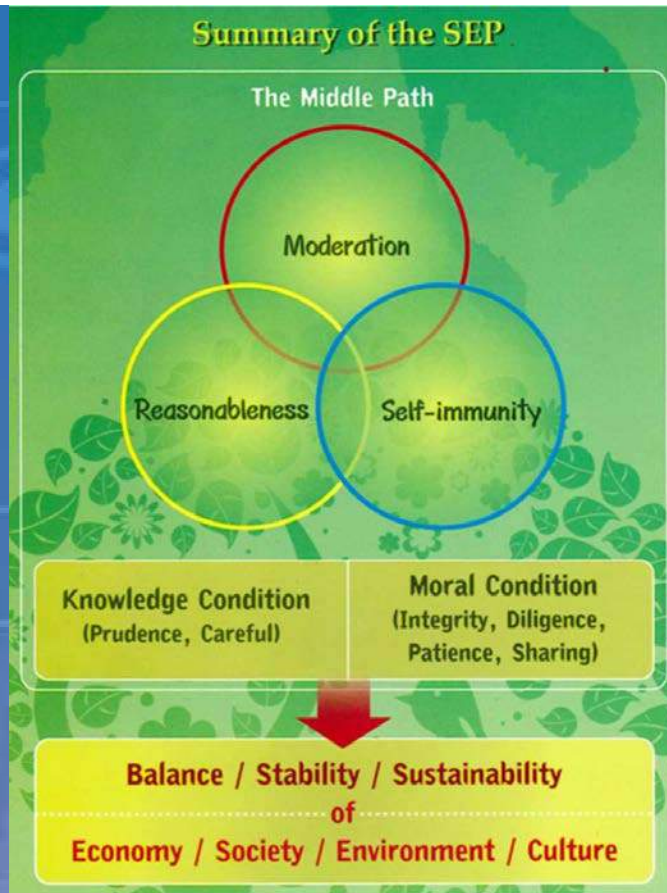 Summary of the SEP
The Middle Path
Moderation
Reasonableness
Self-immunity
Knowledge Condition
(Prudence, Careful)
Moral Condition
(Integrity, Diligence,
Patience, Sharing)
Balance / Stability / Sustainability
of
Economy / Society / Environment / Culture